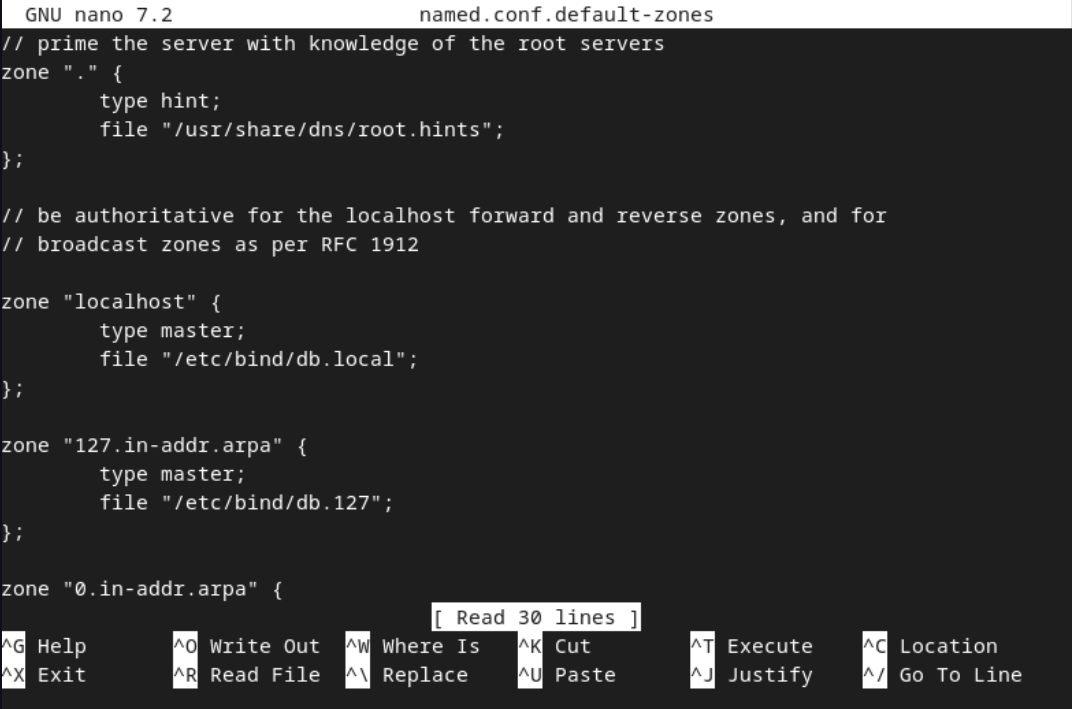 GNU nano 7.2 named.conf.default-zones
// prime the server with knowledge of the root servers
zone "." {
        type hint;
        file "/usr/share/dns/root.hints";
};

// be authoritative for the localhost forward and reverse zones, and for
// broadcast zones as per RFC 1912

zone "localhost" {
        type master;
        file "/etc/bind/db.local";
};

zone "127.in-addr.arpa" {
        type master;
        file "/etc/bind/db.127";
};

zone "0.in-addr.arpa" {
[ Read 30 lines ]
^G Help ^O Write Out ^W Where Is ^K Cut ^T Execute ^C Location
^X Exit ^R Read File ^\ Replace ^U Paste ^J Justify ^/ Go To Line